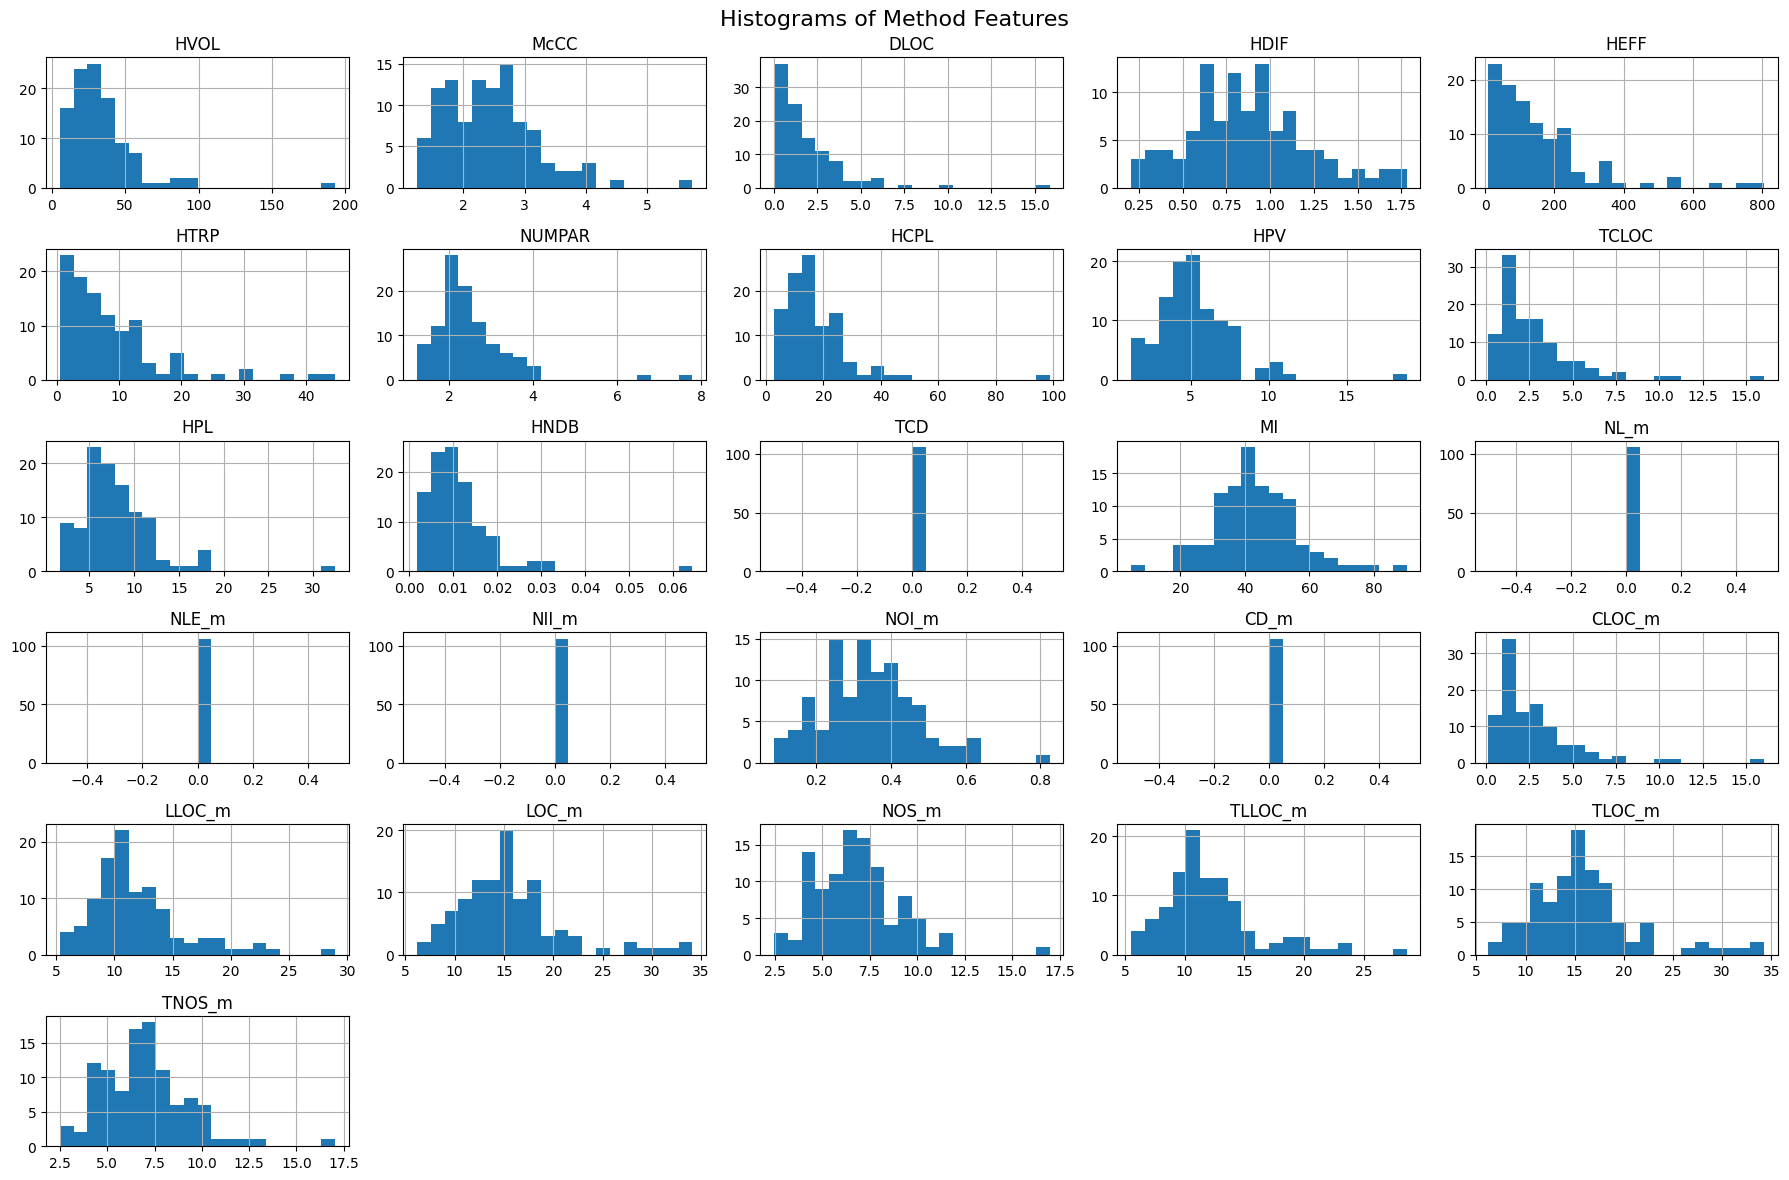 Histograms of Method Features
HVOL McCC DLOC HDIF HEFF
20 10 0
15 10 5 0
30 20 10 0
10 5 0
20 10 0
0 50 100 150 200
2 3 4 5
0.0 2.5 5.0 7.5 10.0 12.5 15.0
0.25 0.50 0.75 1.00 1.25 1.50 1.75
0 200 400 600 800
HTRP NUMPAR HCPL HPV TCLOC
20 10 0
20 10 0
20 10 0
20 10 0
30 20 10 0
0 10 20 30 40
2 4 6 8
0 20 40 60 80 100
5 10 15
0.0 2.5 5.0 7.5 10.0 12.5 15.0
HPL HNDB TCD MI NL_m
20 10 0
20 10 0
100 50 0
15 10 5 0
100 50 0
5 10 15 20 25 30
0.00 0.01 0.02 0.03 0.04 0.05 0.06
−0.4 −0.2 0.0 0.2 0.4
20 40 60 80
−0.4 −0.2 0.0 0.2 0.4
NLE_m NII_m NOI_m CD_m CLOC_m
100 50 0
100 50 0
15 10 5 0
100 50 0
30 20 10 0
−0.4 −0.2 0.0 0.2 0.4
−0.4 −0.2 0.0 0.2 0.4
0.2 0.4 0.6 0.8
−0.4 −0.2 0.0 0.2 0.4
0.0 2.5 5.0 7.5 10.0 12.5 15.0
LLOC_m LOC_m NOS_m TLLOC_m TLOC_m
20 10 0
20 10 0
15 10 5 0
20 10 0
15 10 5 0
5 10 15 20 25 30
5 10 15 20 25 30 35
2.5 5.0 7.5 10.0 12.5 15.0 17.5
5 10 15 20 25
5 10 15 20 25 30 35
TNOS_m
15 10 5 0
2.5 5.0 7.5 10.0 12.5 15.0 17.5